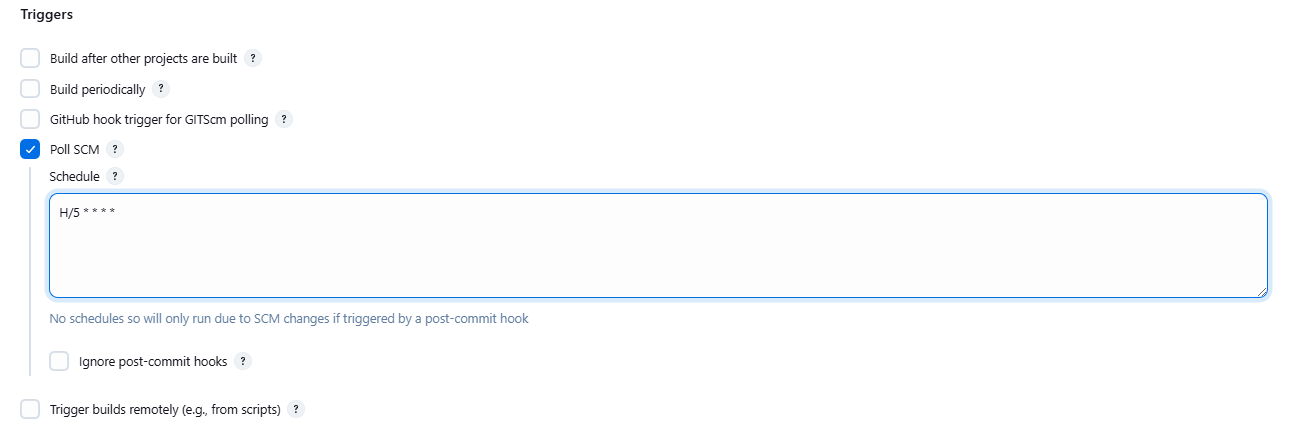 Triggers
Build after other projects are built ?
Build periodically ?
GitHub hook trigger for GITScm polling ?
Poll SCM ?
Schedule ?
H/5 * * * *
No schedules so will only run due to SCM changes if triggered by a post-commit hook
Ignore post-commit hooks ?
Trigger builds remotely (e.g., from scripts) ?